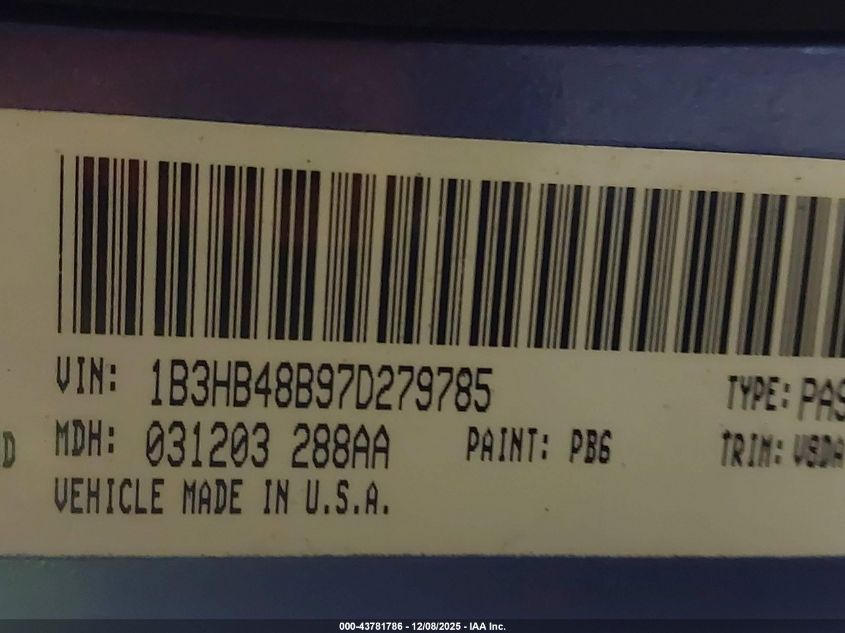 VIN: 1B3HB48B97D279785 TYPE: PAS
MDH: 031203 288AA PAINT: PB6 TRIM: V8DA
VEHICLE MADE IN U.S.A.
000-43781786 - 12/08/2025 - IAA Inc.